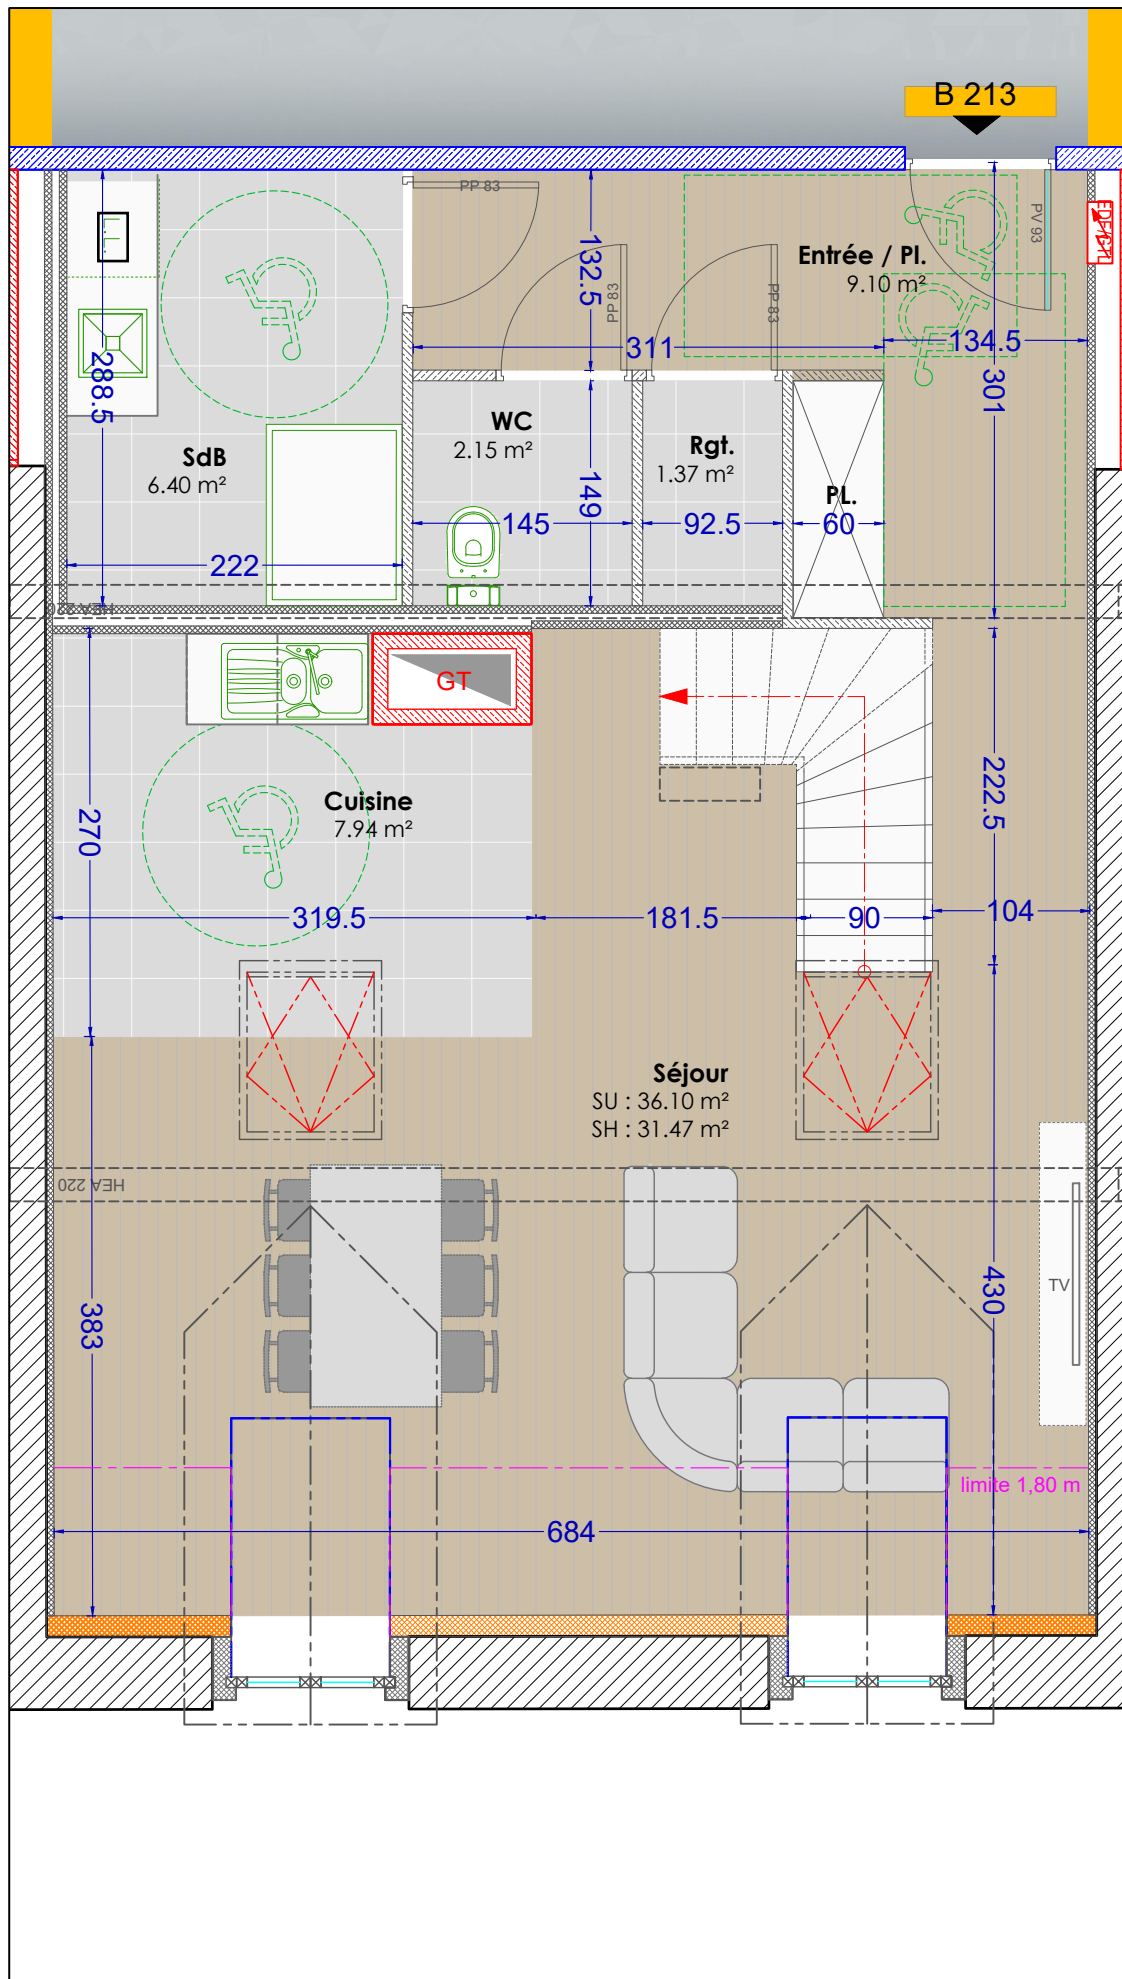 B 213
PP 83
PV 93
EDF/GTL
L.L.
132.5
Entrée / Pl.
9.10 m²
PP 83
PP 83
311
134.5
301
288.5
WC
2.15 m²
SdB
6.40 m²
Rgt.
1.37 m²
149
PL.
145
92.5
60
222
HEA 220
GT
Cuisine
7.94 m²
270
222.5
319.5
181.5
90
104
Séjour
SU : 36.10 m²
SH : 31.47 m²
HEA 220
383
430
TV
limite 1,80 m
684